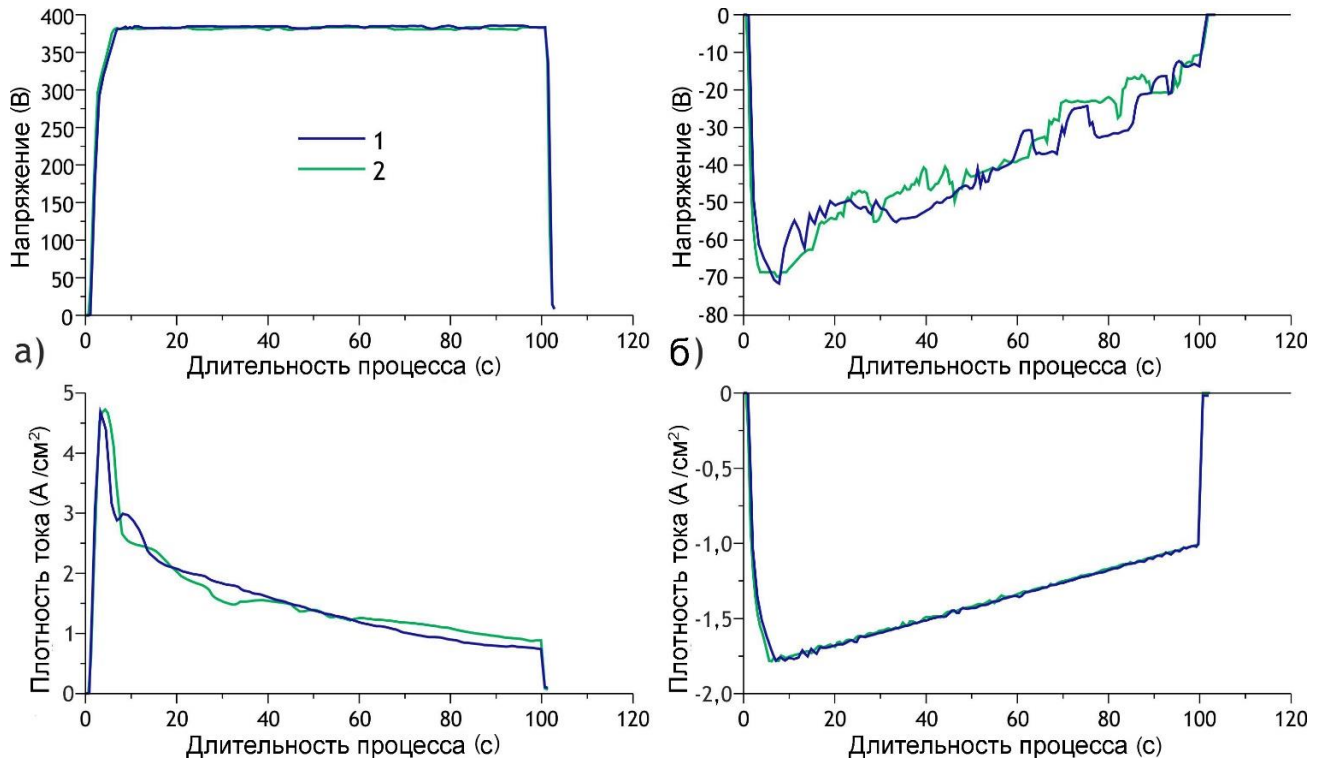 Напряжение (В)
400
350
300
250
200
150
100
50
0
1
2
0 20 40 60 80 100 120
Длительность процесса (с)
а)
Напряжение (В)
-0
-10
-20
-30
-40
-50
-60
-70
-80
0 20 40 60 80 100 120
Длительность процесса (с)
б)
Плотность тока (А /см²)
5
4
3
2
1
0
0 20 40 60 80 100 120
Длительность процесса (с)
Плотность тока (А /см²)
0
-0,5
-1,0
-1,5
-2,0
0 20 40 60 80 100 120
Длительность процесса (с)